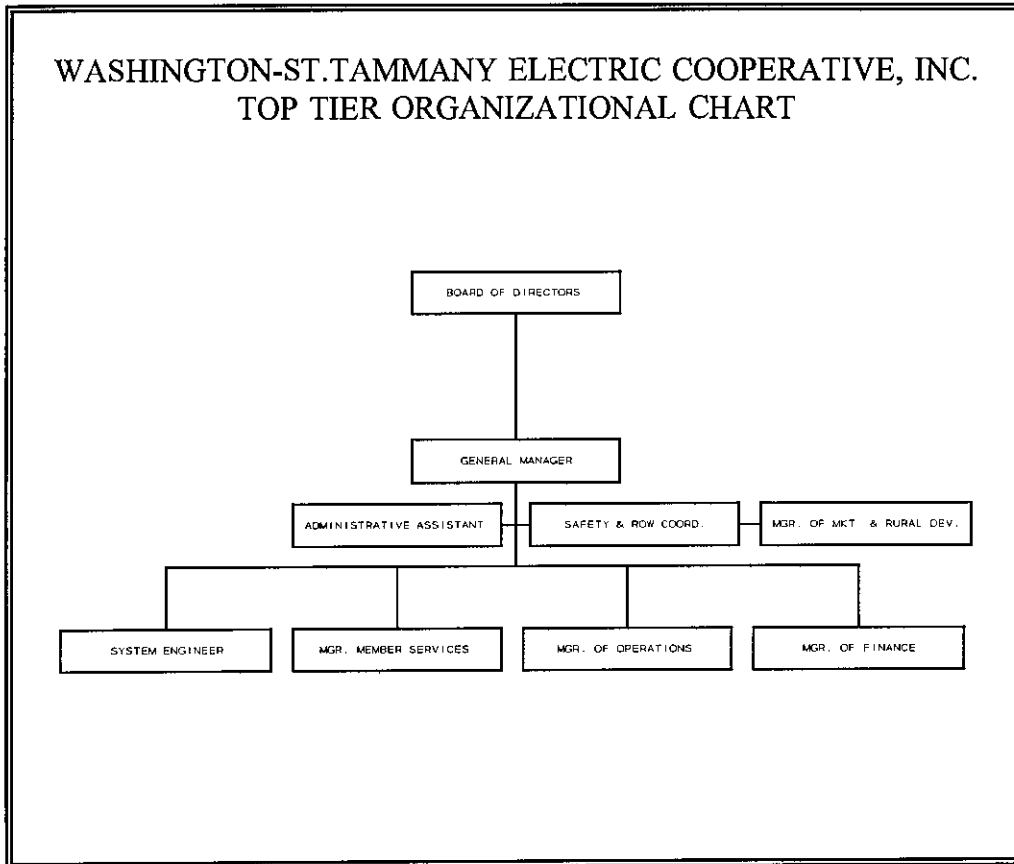 WASHINGTON-ST.TAMMANY ELECTRIC COOPERATIVE, INC.
TOP TIER ORGANIZATIONAL CHART
BOARD OF DIRECTORS
GENERAL MANAGER
ADMINISTRATIVE ASSISTANT
SAFETY & ROW COORD.
MGR. OF MKT & RURAL DEV.
SYSTEM ENGINEER
MGR. MEMBER SERVICES
MGR. OF OPERATIONS
MGR. OF FINANCE